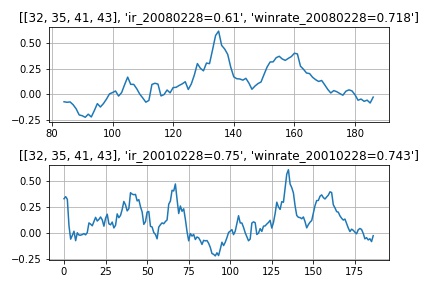 [[32, 35, 41, 43], 'ir_20080228=0.61', 'winrate_20080228=0.718']
0.50
0.25
0.00
−0.25
80 100 120 140 160 180
[[32, 35, 41, 43], 'ir_20010228=0.75', 'winrate_20010228=0.743']
0.50
0.25
0.00
−0.25
0 25 50 75 100 125 150 175